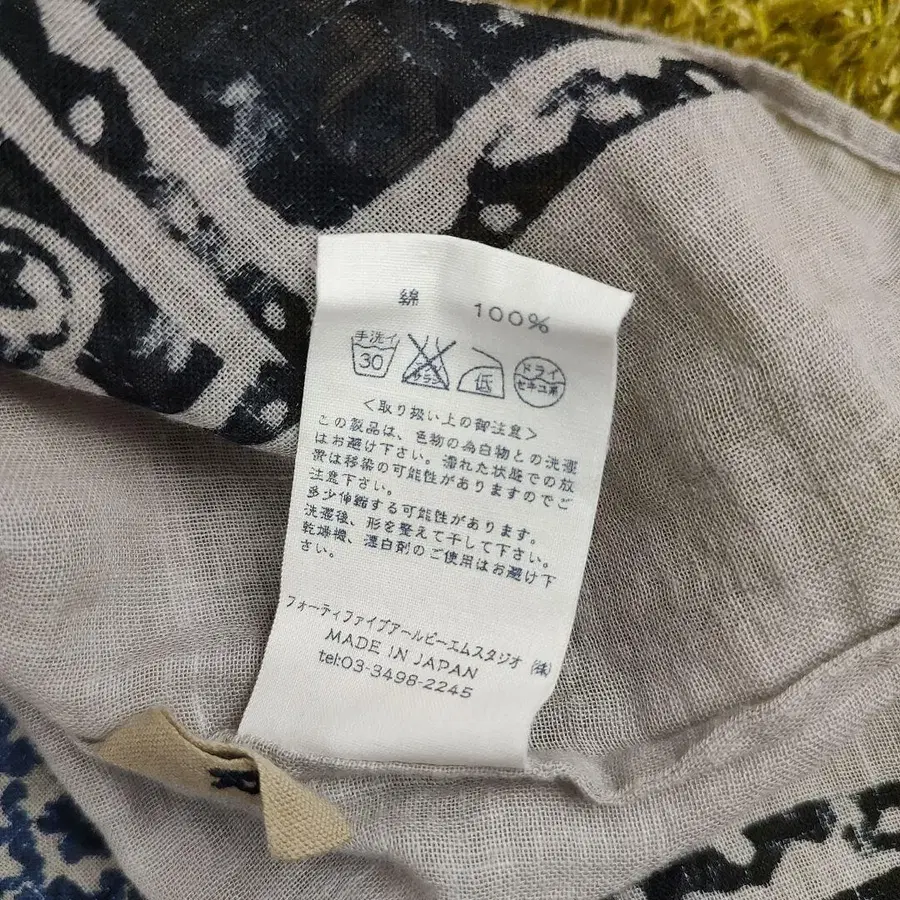 綿 100%
手洗イ 30 低 ドライ セキユ系
<取り扱い上の御注意>
この製品は、色物の為白物との洗濯
はお避け下さい。濡れた状態での放
置は移染の可能性がありますのでご
注意下さい。
多少伸縮する可能性があります。
洗濯後、形を整えて干して下さい。
乾燥機、漂白剤のご使用はお避け下
さい。
フォーティファイブアールピーエムスタジオ ㈱
MADE IN JAPAN
tel:03-3498-2245